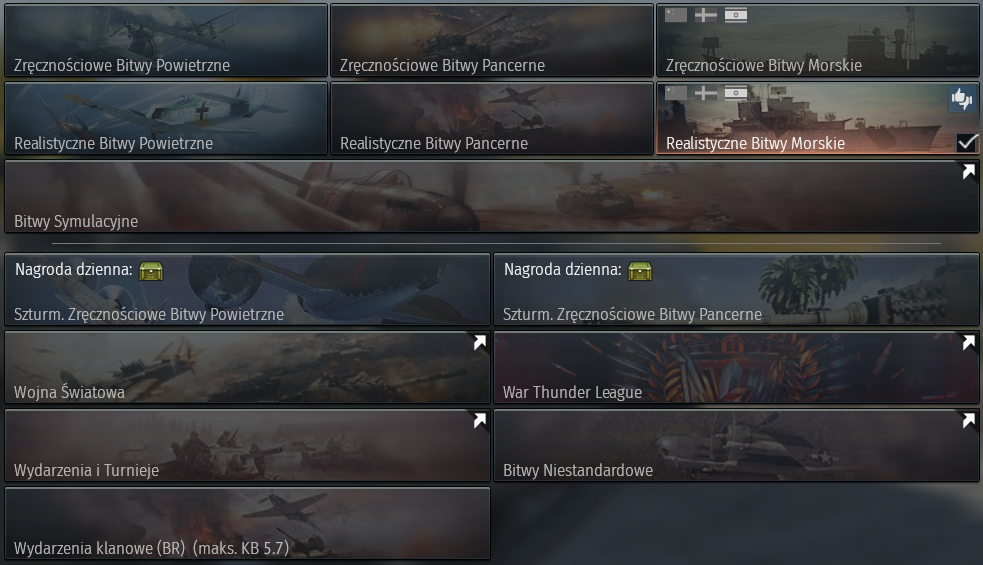 Zręcznościowe Bitwy Powietrzne
Zręcznościowe Bitwy Pancerne
Zręcznościowe Bitwy Morskie
Realistyczne Bitwy Powietrzne
Realistyczne Bitwy Pancerne
Realistyczne Bitwy Morskie
Bitwy Symulacyjne
Nagroda dzienna:
Szturm. Zręcznościowe Bitwy Powietrzne
Nagroda dzienna:
Szturm. Zręcznościowe Bitwy Pancerne
Wojna Światowa
War Thunder League
Wydarzenia i Turnieje
Bitwy Niestandardowe
Wydarzenia klanowe (BR) (maks. KB 5.7)